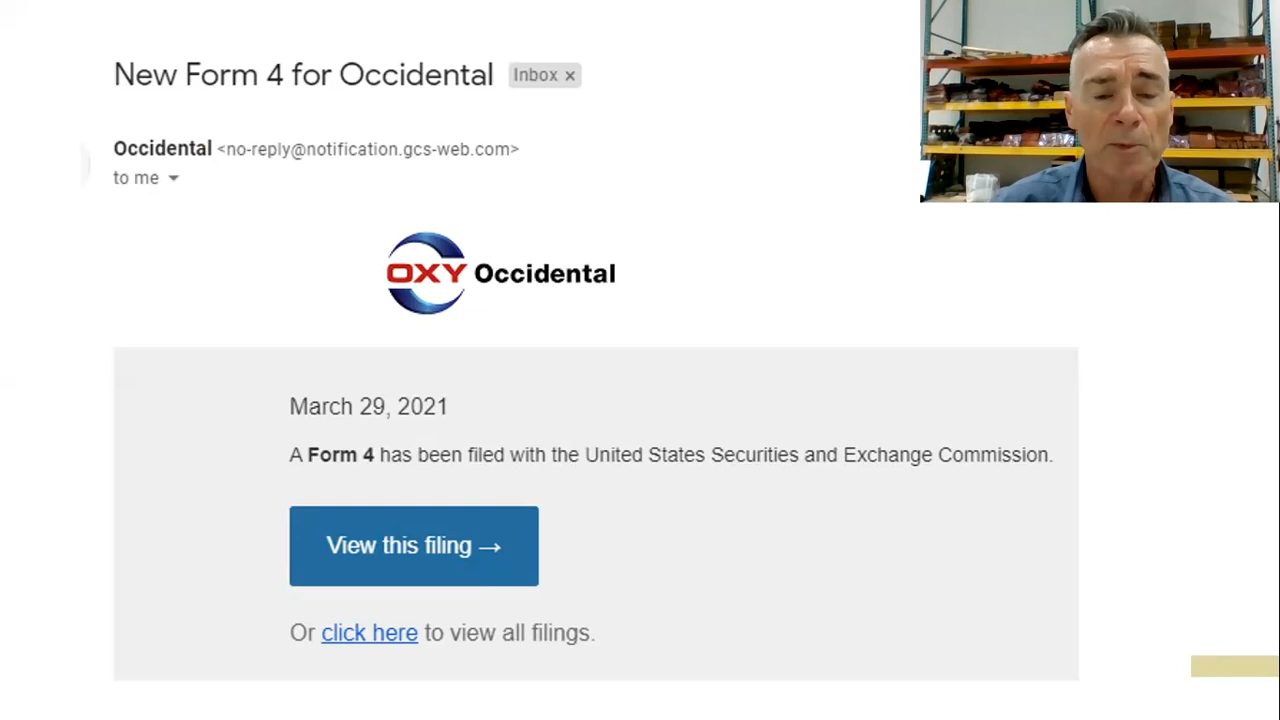 New Form 4 for Occidental Inbox ×
Occidental <no-reply@notification.gcs-web.com>
to me
OXY Occidental
March 29, 2021
A Form 4 has been filed with the United States Securities and Exchange Commission.
View this filing →
Or click here to view all filings.